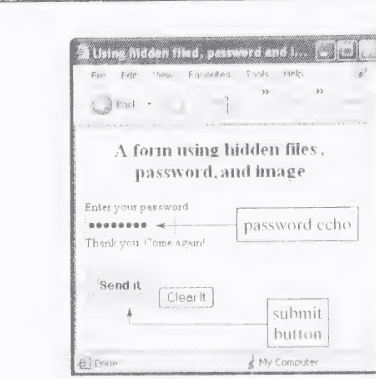 Using hidden filed, password and i...
File Edit View Favorites Tools Help
Back
A form using hidden files,
password, and image
Enter your password
password echo
Thank you. Come again!
Send it
Clear It
submit
button
Done
My Computer